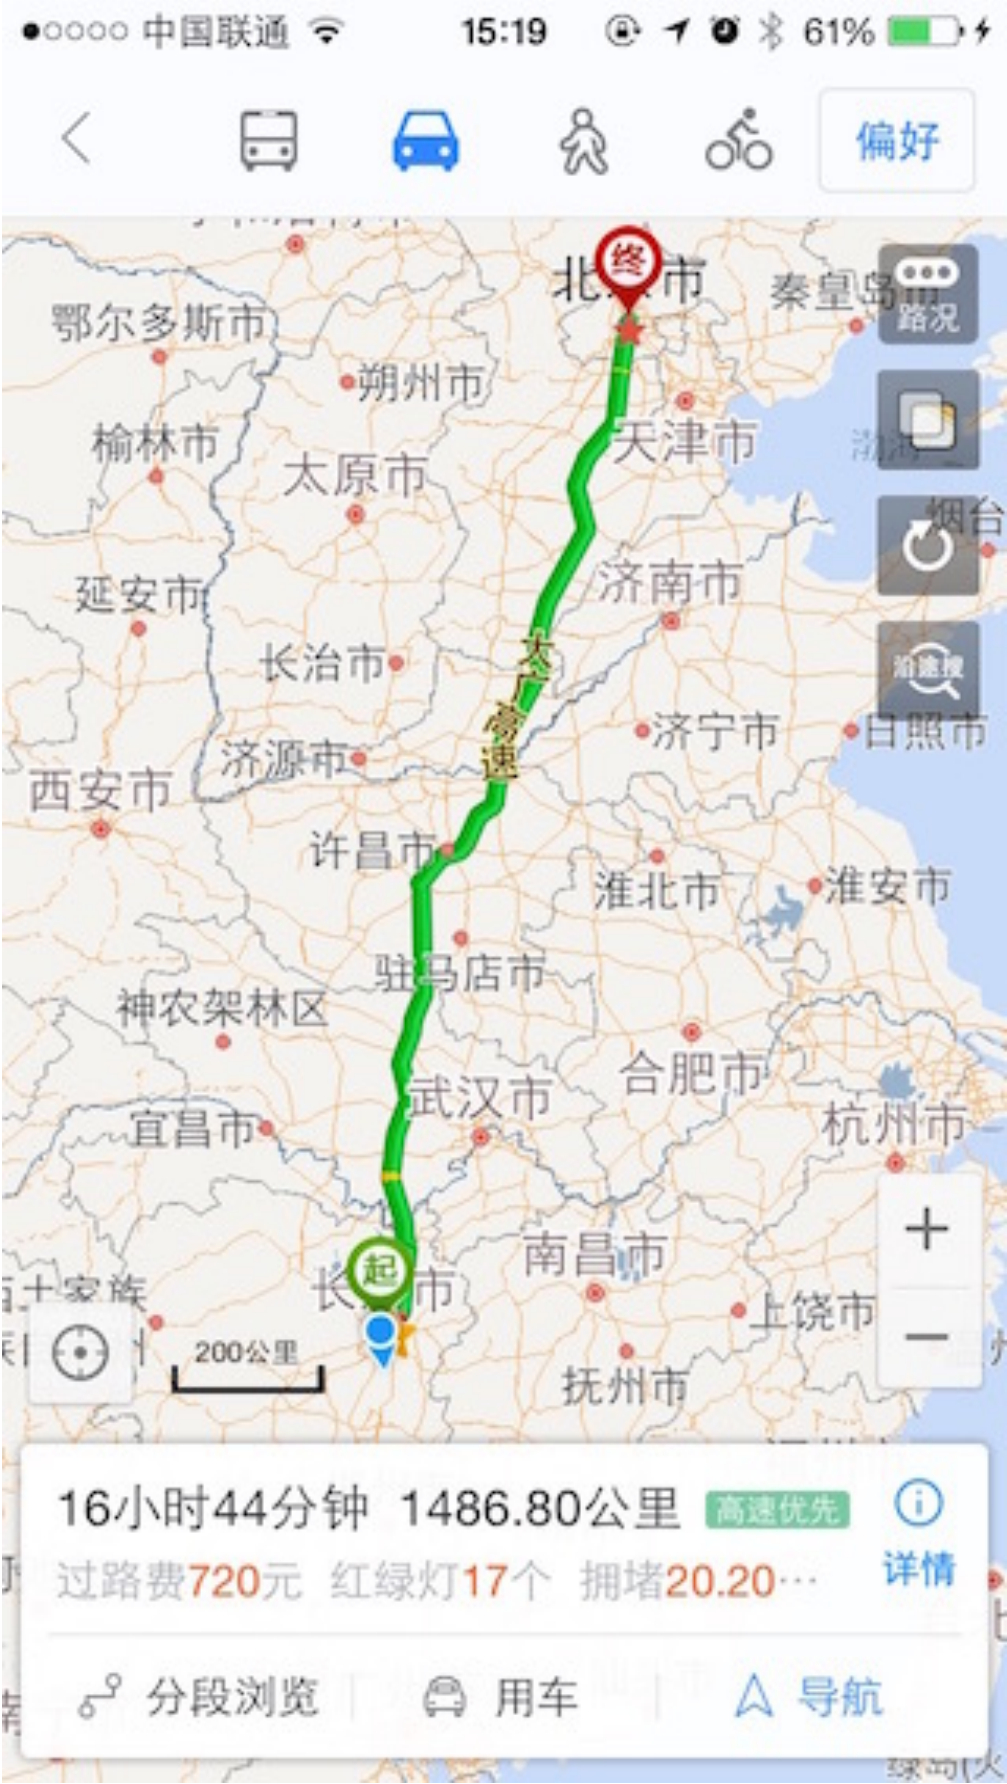 中国联通 15:19 61%
偏好
终
北 市
秦皇岛市
路况
鄂尔多斯市
朔州市
天津市
榆林市
渤海
太原市
烟台
延安市
济南市
大广高速
长治市
沿途搜
济宁市
日照市
济源市
西安市
许昌市
淮北市
淮安市
驻马店市
神农架林区
合肥市
武汉市
宜昌市
杭州市
南昌市
起
长 市
土家族
上饶市
200公里
抚州市
16小时44分钟 1486.80公里 高速优先
过路费720元 红绿灯17个 拥堵20.20…
详情
分段浏览 用车 导航